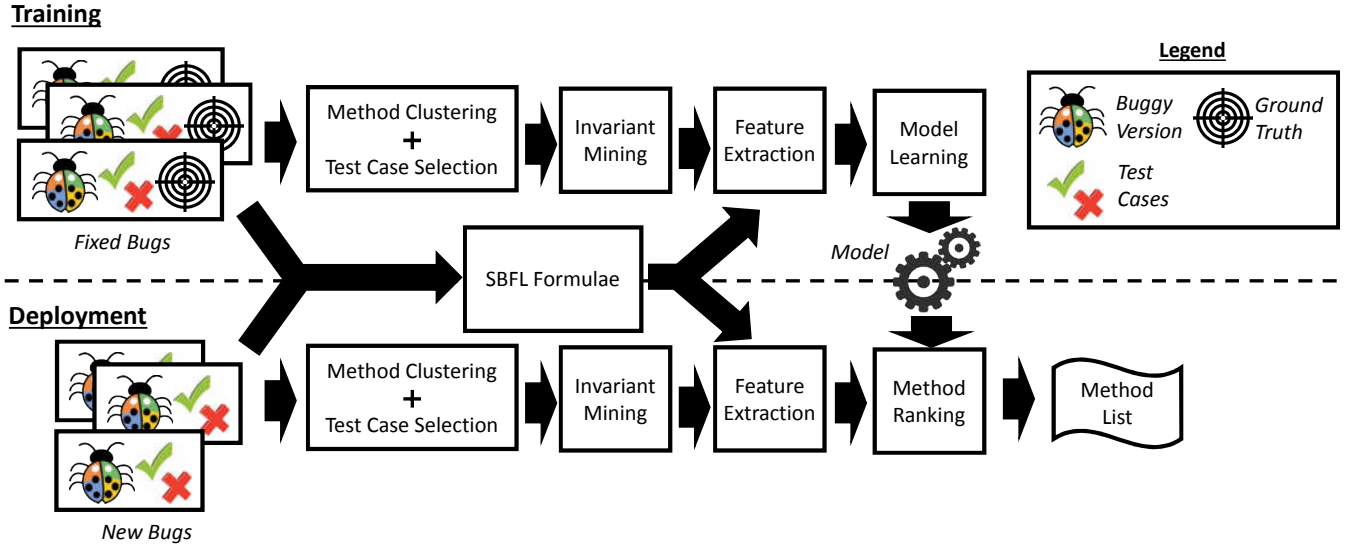 Training
Legend
Method Clustering
+
Test Case Selection
Invariant
Mining
Feature
Extraction
Model
Learning
Buggy
Version
Ground
Truth
Test
Cases
Fixed Bugs
SBFL Formulae
Model
Deployment
Method Clustering
+
Test Case Selection
Invariant
Mining
Feature
Extraction
Method
Ranking
Method
List
New Bugs